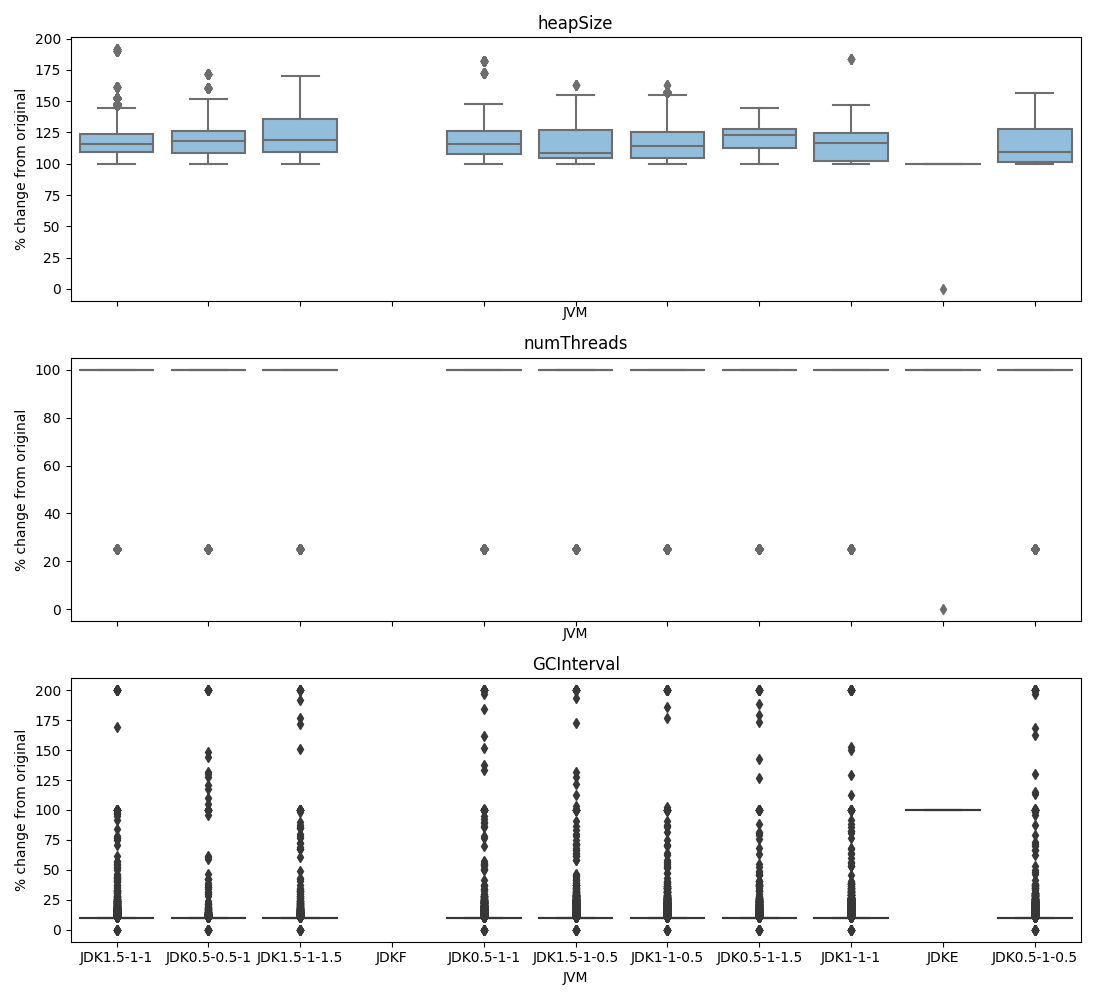 heapSize
% change from original
200
175
150
125
100
75
50
25
0
JVM
numThreads
% change from original
100
80
60
40
20
0
JVM
GCInterval
% change from original
200
175
150
125
100
75
50
25
0
JDK1.5-1-1 JDK0.5-0.5-1 JDK1.5-1-1.5 JDKF JDK0.5-1-1 JDK1.5-1-0.5 JDK1-1-0.5 JDK0.5-1-1.5 JDK1-1-1 JDKE JDK0.5-1-0.5
JVM